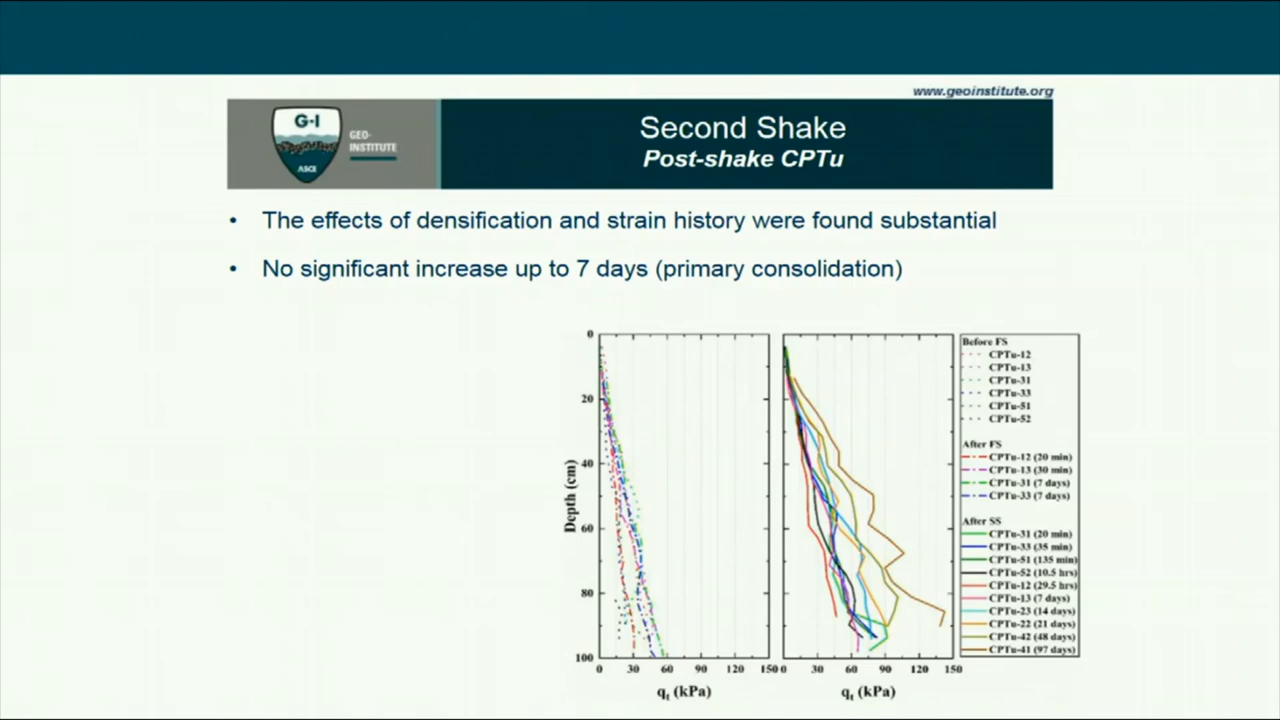 www.geoinstitute.org
G-I
GEO-
INSTITUTE
ASCE
Second Shake
Post-shake CPTu
• The effects of densification and strain history were found substantial
• No significant increase up to 7 days (primary consolidation)
Depth (cm)
0
20
40
60
80
100
0 30 60 90 120 150
qt (kPa)
0 30 60 90 120 150
qt (kPa)
Before FS
CPTu-12
CPTu-13
CPTu-31
CPTu-33
CPTu-51
CPTu-52
After FS
CPTu-12 (20 min)
CPTu-13 (30 min)
CPTu-31 (7 days)
CPTu-33 (7 days)
After SS
CPTu-31 (20 min)
CPTu-33 (35 min)
CPTu-51 (135 min)
CPTu-52 (10.5 hrs)
CPTu-12 (29.5 hrs)
CPTu-13 (7 days)
CPTu-23 (14 days)
CPTu-22 (21 days)
CPTu-42 (48 days)
CPTu-41 (97 days)